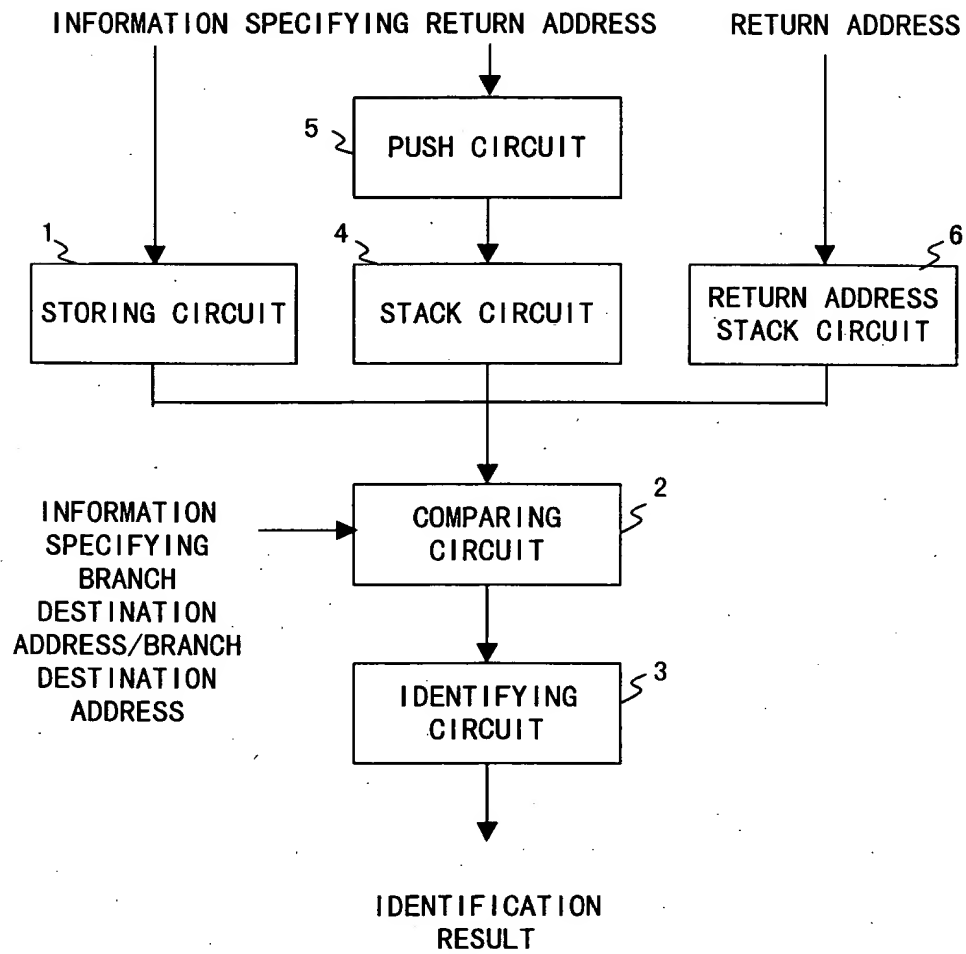 INFORMATION SPECIFYING RETURN ADDRESS
RETURN ADDRESS
5
PUSH CIRCUIT
1
STORING CIRCUIT
4
STACK CIRCUIT
6
RETURN ADDRESS
STACK CIRCUIT
INFORMATION
SPECIFYING
BRANCH
DESTINATION
ADDRESS/BRANCH
DESTINATION
ADDRESS
2
COMPARING
CIRCUIT
3
IDENTIFYING
CIRCUIT
IDENTIFICATION
RESULT